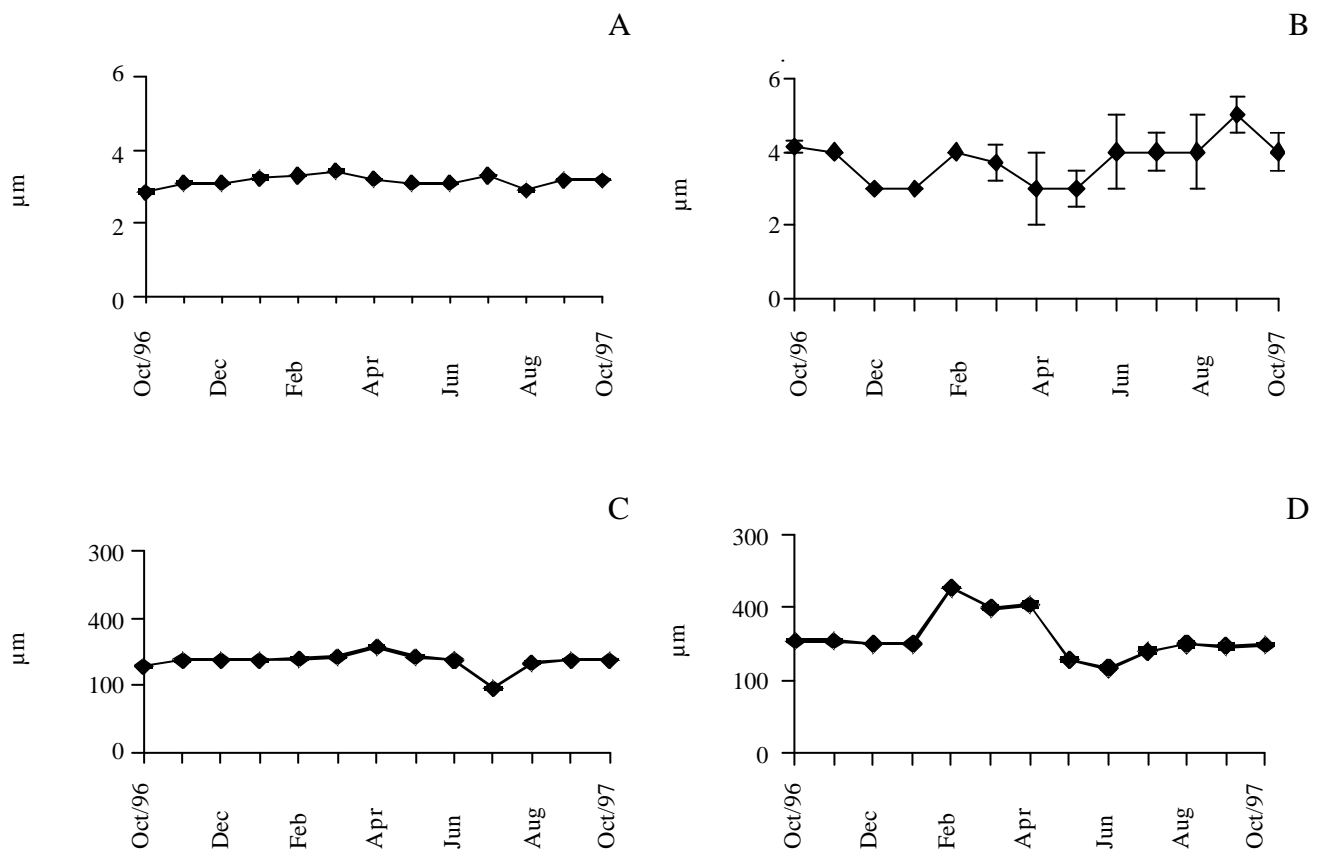 A
6
4
2
0
µm
Oct/96
Dec
Feb
Apr
Jun
Aug
Oct/97
B
6
4
2
0
µm
Oct/96
Dec
Feb
Apr
Jun
Aug
Oct/97
C
300
400
100
0
µm
Oct/96
Dec
Feb
Apr
Jun
Aug
Oct/97
D
300
400
100
0
µm
Oct/96
Dec
Feb
Apr
Jun
Aug
Oct/97